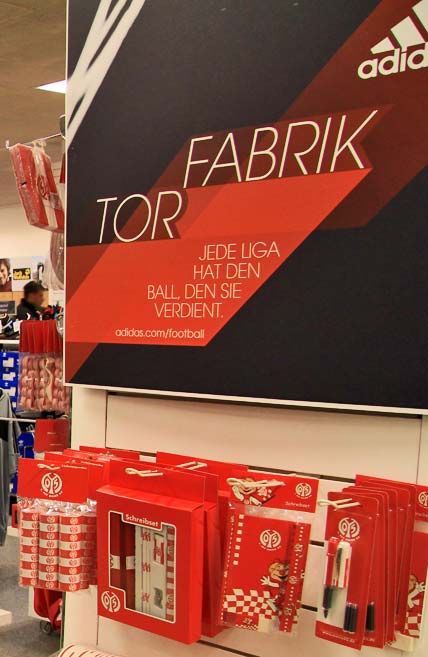 adidas
TOR FABRIK
JEDE LIGA
HAT DEN
BALL, DEN SIE
VERDIENT.
adidas.com/football
Schreibset